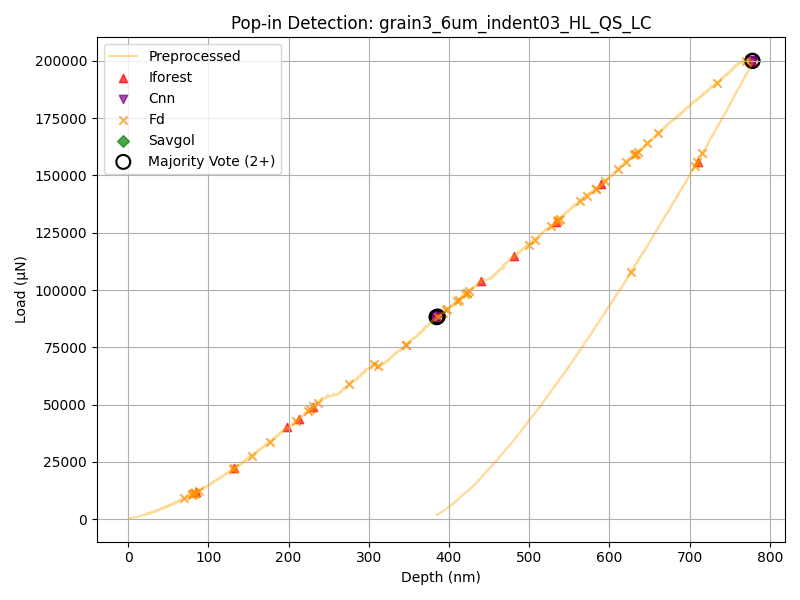 Pop-in Detection: grain3_6um_indent03_HL_QS_LC
Preprocessed
Iforest
Cnn
Fd
Savgol
Majority Vote (2+)
200000
175000
150000
125000
100000
75000
50000
25000
0
Load (µN)
0 100 200 300 400 500 600 700 800
Depth (nm)